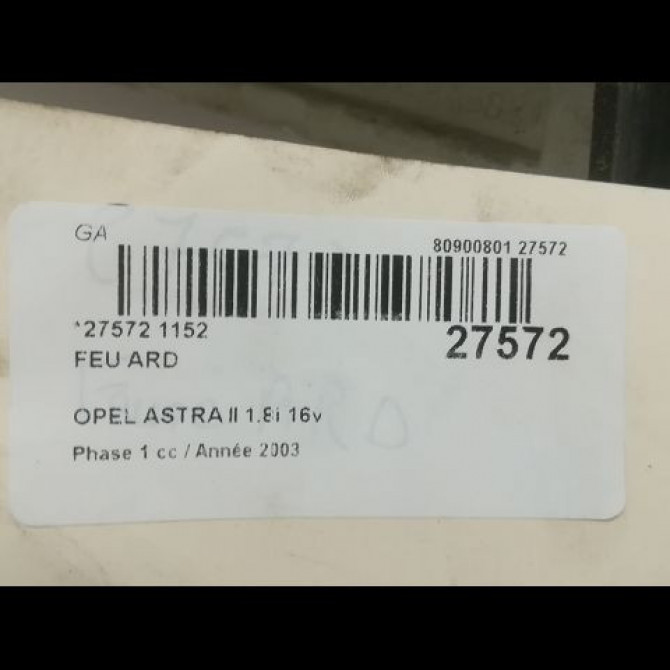 GA
80900801 27572
*27572 1152
27572
FEU ARD
OPEL ASTRA II 1.8i 16v
Phase 1 cc / Année 2003